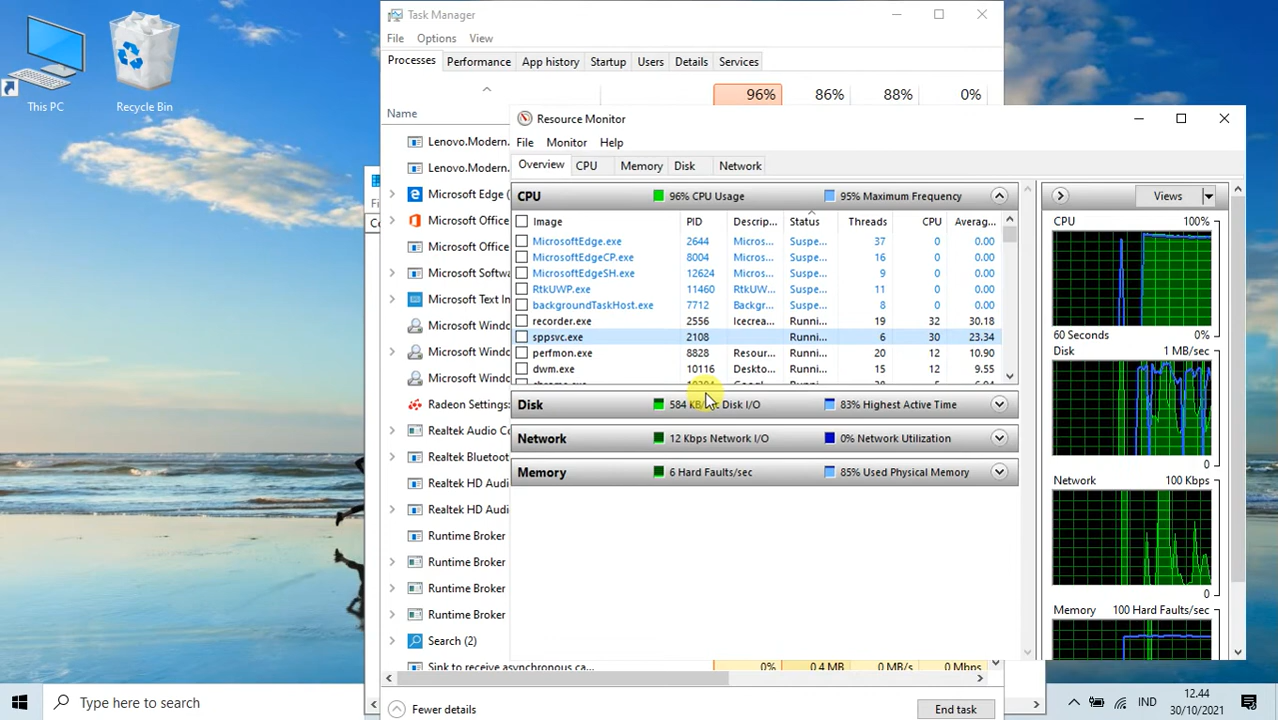 This PC
Recycle Bin
Task Manager
File Options View
Processes Performance App history Startup Users Details Services
96% 86% 88% 0%
Name
Lenovo.Modern.
Lenovo.Modern.
Microsoft Edge (
Microsoft Office
Microsoft Office
Microsoft Softwa
Microsoft Text In
Microsoft Windo
Microsoft Windo
Microsoft Windo
Radeon Settings:
Realtek Audio Co
Realtek Bluetoot
Realtek HD Audi
Realtek HD Audi
Runtime Broker
Runtime Broker
Runtime Broker
Runtime Broker
Search (2)
Sink to receive asynchronous ca... 0% 0.4 MB 0 MB/s 0 Mbps
Fewer details
End task
Resource Monitor
File Monitor Help
Overview CPU Memory Disk Network
CPU 96% CPU Usage 95% Maximum Frequency
Image PID Descrip... Status Threads CPU Averag...
MicrosoftEdge.exe 2644 Micros... Suspe... 37 0 0.00
MicrosoftEdgeCP.exe 8004 Micros... Suspe... 16 0 0.00
MicrosoftEdgeSH.exe 12624 Micros... Suspe... 9 0 0.00
RtkUWP.exe 11460 RtkUW... Suspe... 11 0 0.00
backgroundTaskHost.exe 7712 Backgr... Suspe... 8 0 0.00
recorder.exe 2556 Icecrea... Runni... 19 32 30.18
sppsvc.exe 2108 Runni... 6 30 23.34
perfmon.exe 8828 Resour... Runni... 20 12 10.90
dwm.exe 10116 Deskto... Runni... 15 12 9.55
Disk 584 KB/sec Disk I/O 83% Highest Active Time
Network 12 Kbps Network I/O 0% Network Utilization
Memory 6 Hard Faults/sec 85% Used Physical Memory
Views
CPU 100%
60 Seconds 0%
Disk 1 MB/sec
0
Network 100 Kbps
0
Memory 100 Hard Faults/sec
Type here to search
IND
12.44
30/10/2021